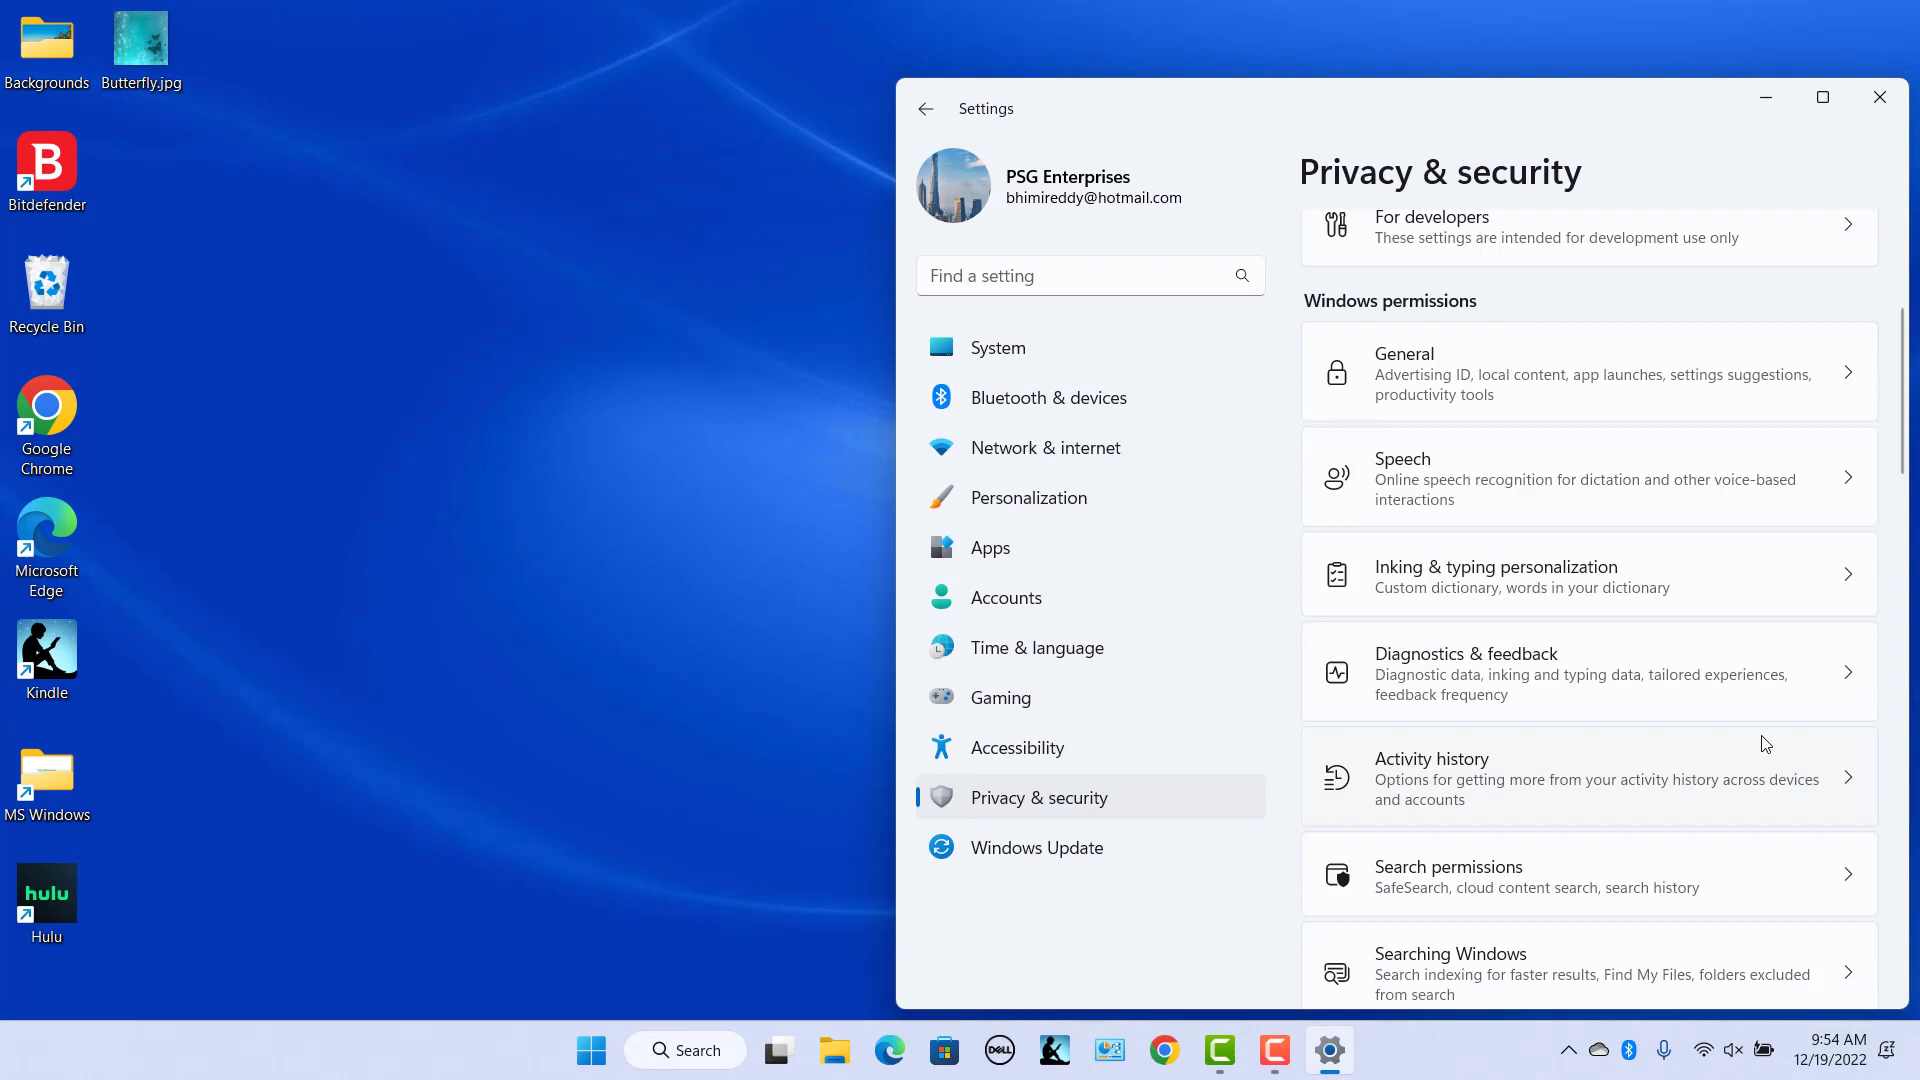 Backgrounds
Butterfly.jpg
B
Bitdefender
Recycle Bin
Google
Chrome
Microsoft
Edge
Kindle
MS Windows
hulu
Hulu
Settings
PSG Enterprises
bhimireddy@hotmail.com
Find a setting
System
Bluetooth & devices
Network & internet
Personalization
Apps
Accounts
Time & language
Gaming
Accessibility
Privacy & security
Windows Update
Privacy & security
For developers
These settings are intended for development use only
Windows permissions
General
Advertising ID, local content, app launches, settings suggestions,
productivity tools
Speech
Online speech recognition for dictation and other voice-based
interactions
Inking & typing personalization
Custom dictionary, words in your dictionary
Diagnostics & feedback
Diagnostic data, inking and typing data, tailored experiences,
feedback frequency
Activity history
Options for getting more from your activity history across devices
and accounts
Search permissions
SafeSearch, cloud content search, search history
Searching Windows
Search indexing for faster results, Find My Files, folders excluded
from search
Search
DELL
C
C
9:54 AM
12/19/2022